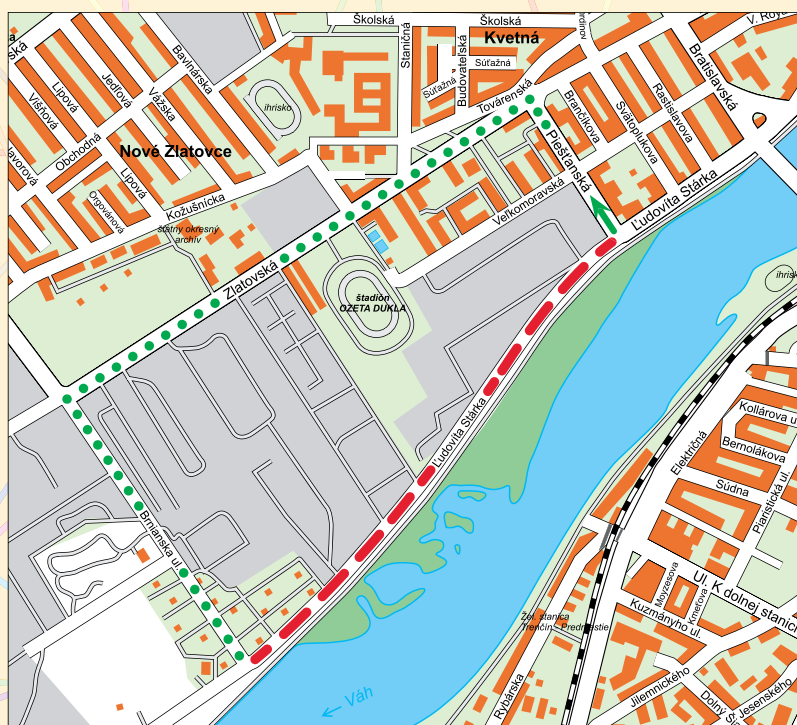 Školská
Školská
Kvetná
V. Roy
Staničná
Budovateľská
Súťažná
Súťažná
Bratislavská
Bavlnárska
Jedľová
Lipová
Višňová
Vážska
ihrisko
Továrenská
Brančíkova
Svätoplukova
Rastislavova
Obchodná
Nové Zlatovce
Piešťanská
avorová
Lipová
Orgovánová
Kožušnícka
Veľkomoravská
Ľudovíta Stárka
štátny okresný
archív
Zlatovská
štadión
OZETA DUKLA
ihrisk
Ľudovíta Stárka
Kollárova u
Bernolákova
Električná
Súdna
Piaristická ul.
Brnianska ul.
Ul. K dolnej stanici
Moyzesova
Kmeťova
Kuzmányho ul.
Žel. stanica
Trenčín - Predmestie
Váh
Rybárska
Jilemnického
Dolný Š
Jesenského